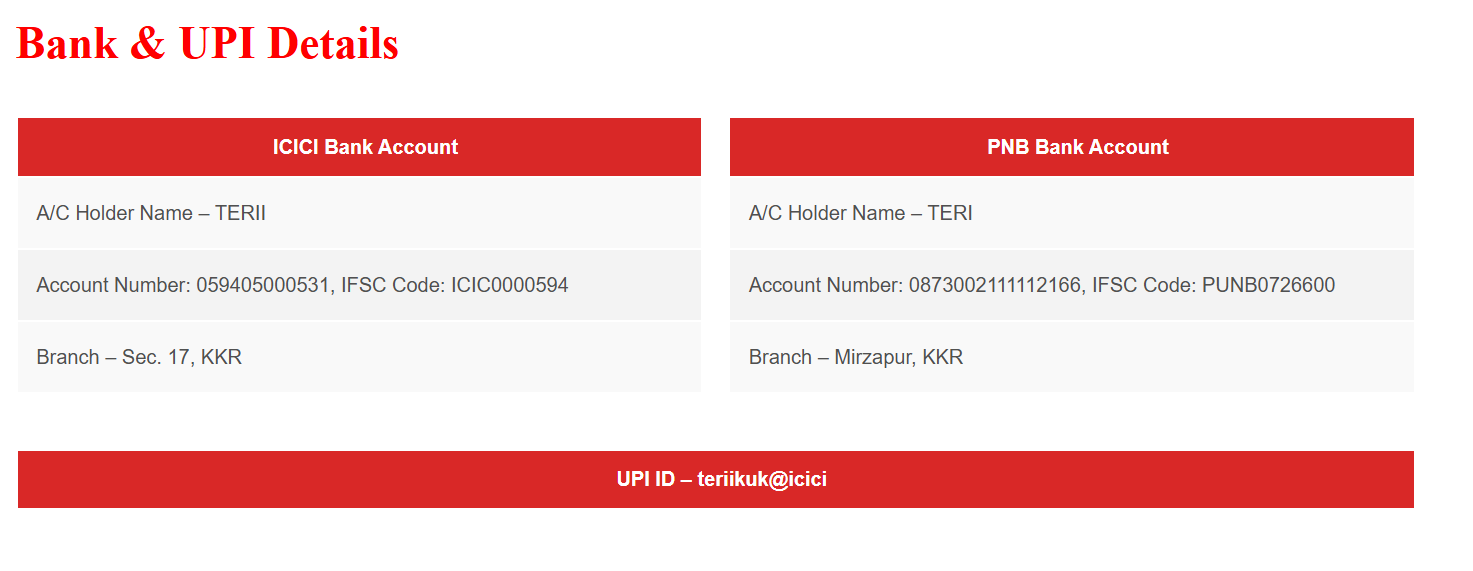 Bank & UPI Details
ICICI Bank Account
A/C Holder Name – TERII
Account Number: 059405000531, IFSC Code: ICIC0000594
Branch – Sec. 17, KKR
PNB Bank Account
A/C Holder Name – TERI
Account Number: 0873002111112166, IFSC Code: PUNB0726600
Branch – Mirzapur, KKR
UPI ID – teriikuk@icici